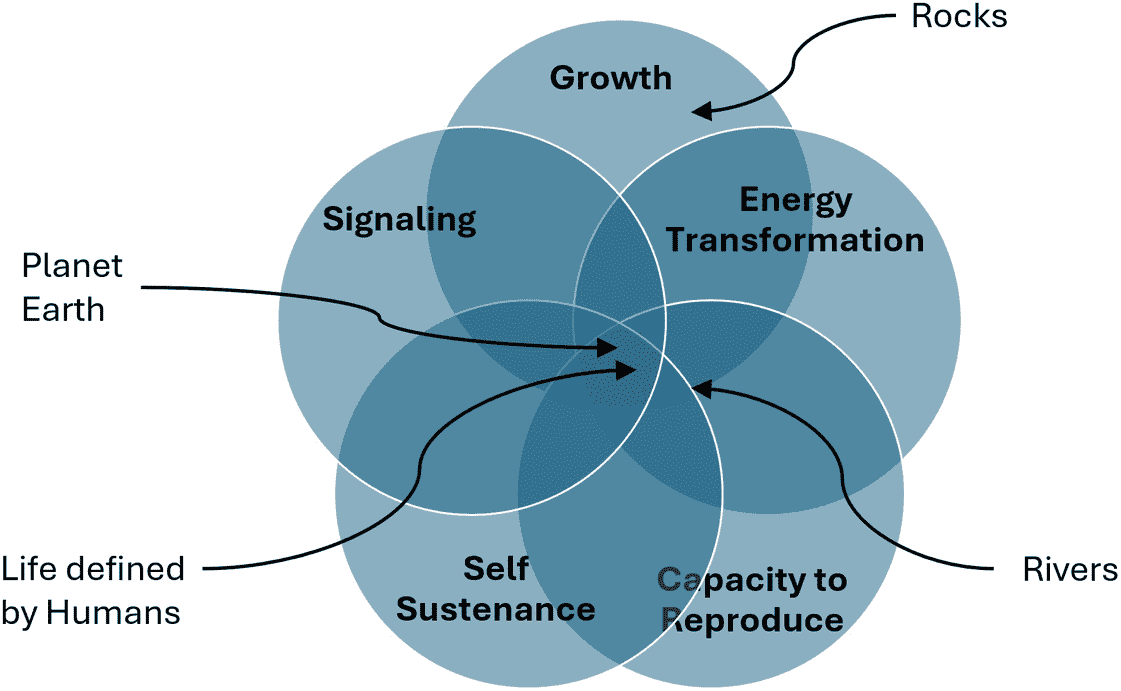 Rocks
Growth
Energy
Transformation
Signaling
Planet
Earth
Self
Sustenance
Capacity to
Reproduce
Life defined
by Humans
Rivers